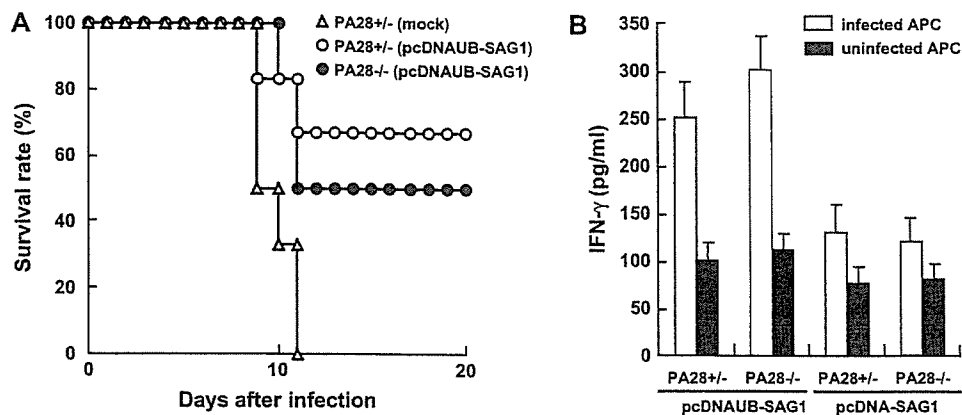 A
PA28+/- (mock)
PA28+/- (pcDNAUB-SAG1)
PA28-/- (pcDNAUB-SAG1)
Survival rate (%)
100
80
60
40
100
0
0
10
20
Days after infection
B
infected APC
uninfected APC
IFN-γ (pg/ml)
350
300
250
200
150
100
50
0
PA28+/- PA28-/- PA28+/- PA28-/-
pcDNAUB-SAG1 pcDNA-SAG1